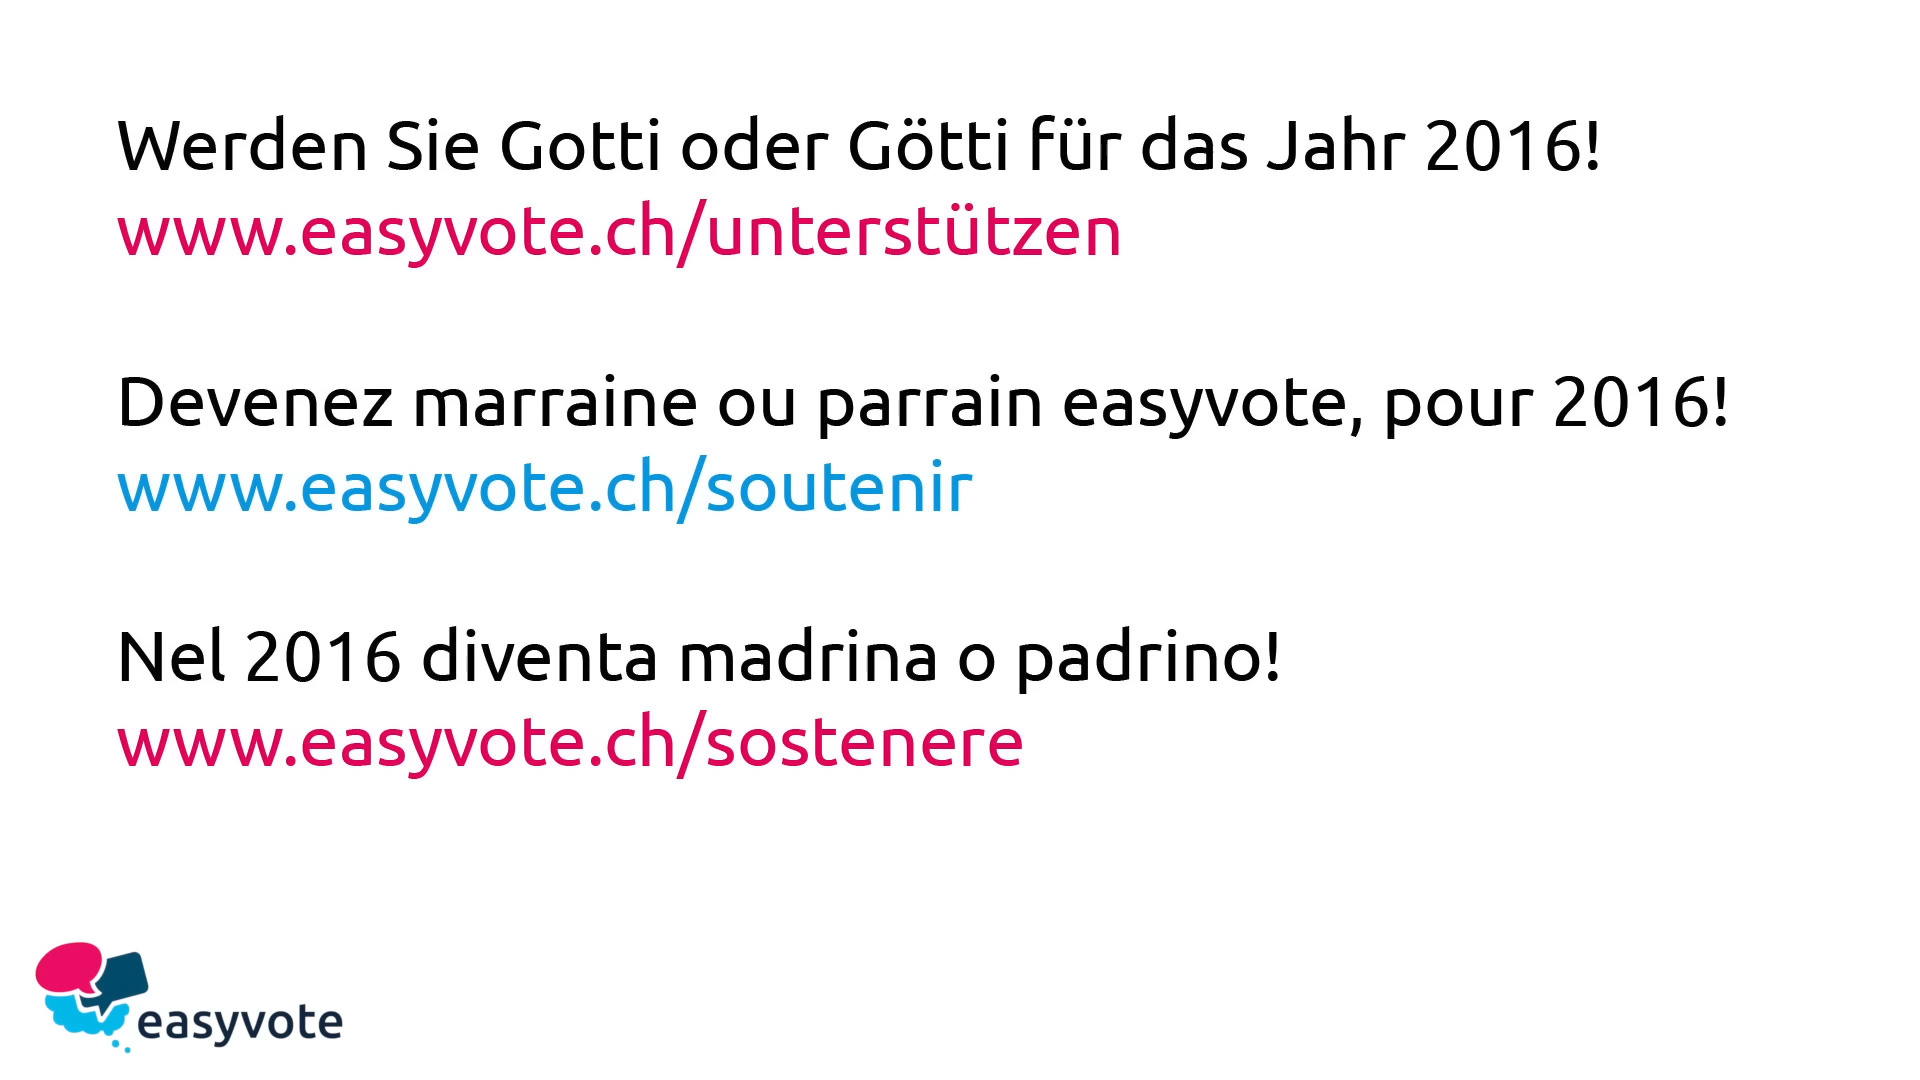 Werden Sie Gotti oder Götti für das Jahr 2016!
www.easyvote.ch/unterstützen
Devenez marraine ou parrain easyvote, pour 2016!
www.easyvote.ch/soutenir
Nel 2016 diventa madrina o padrino!
www.easyvote.ch/sostenere
easyvote